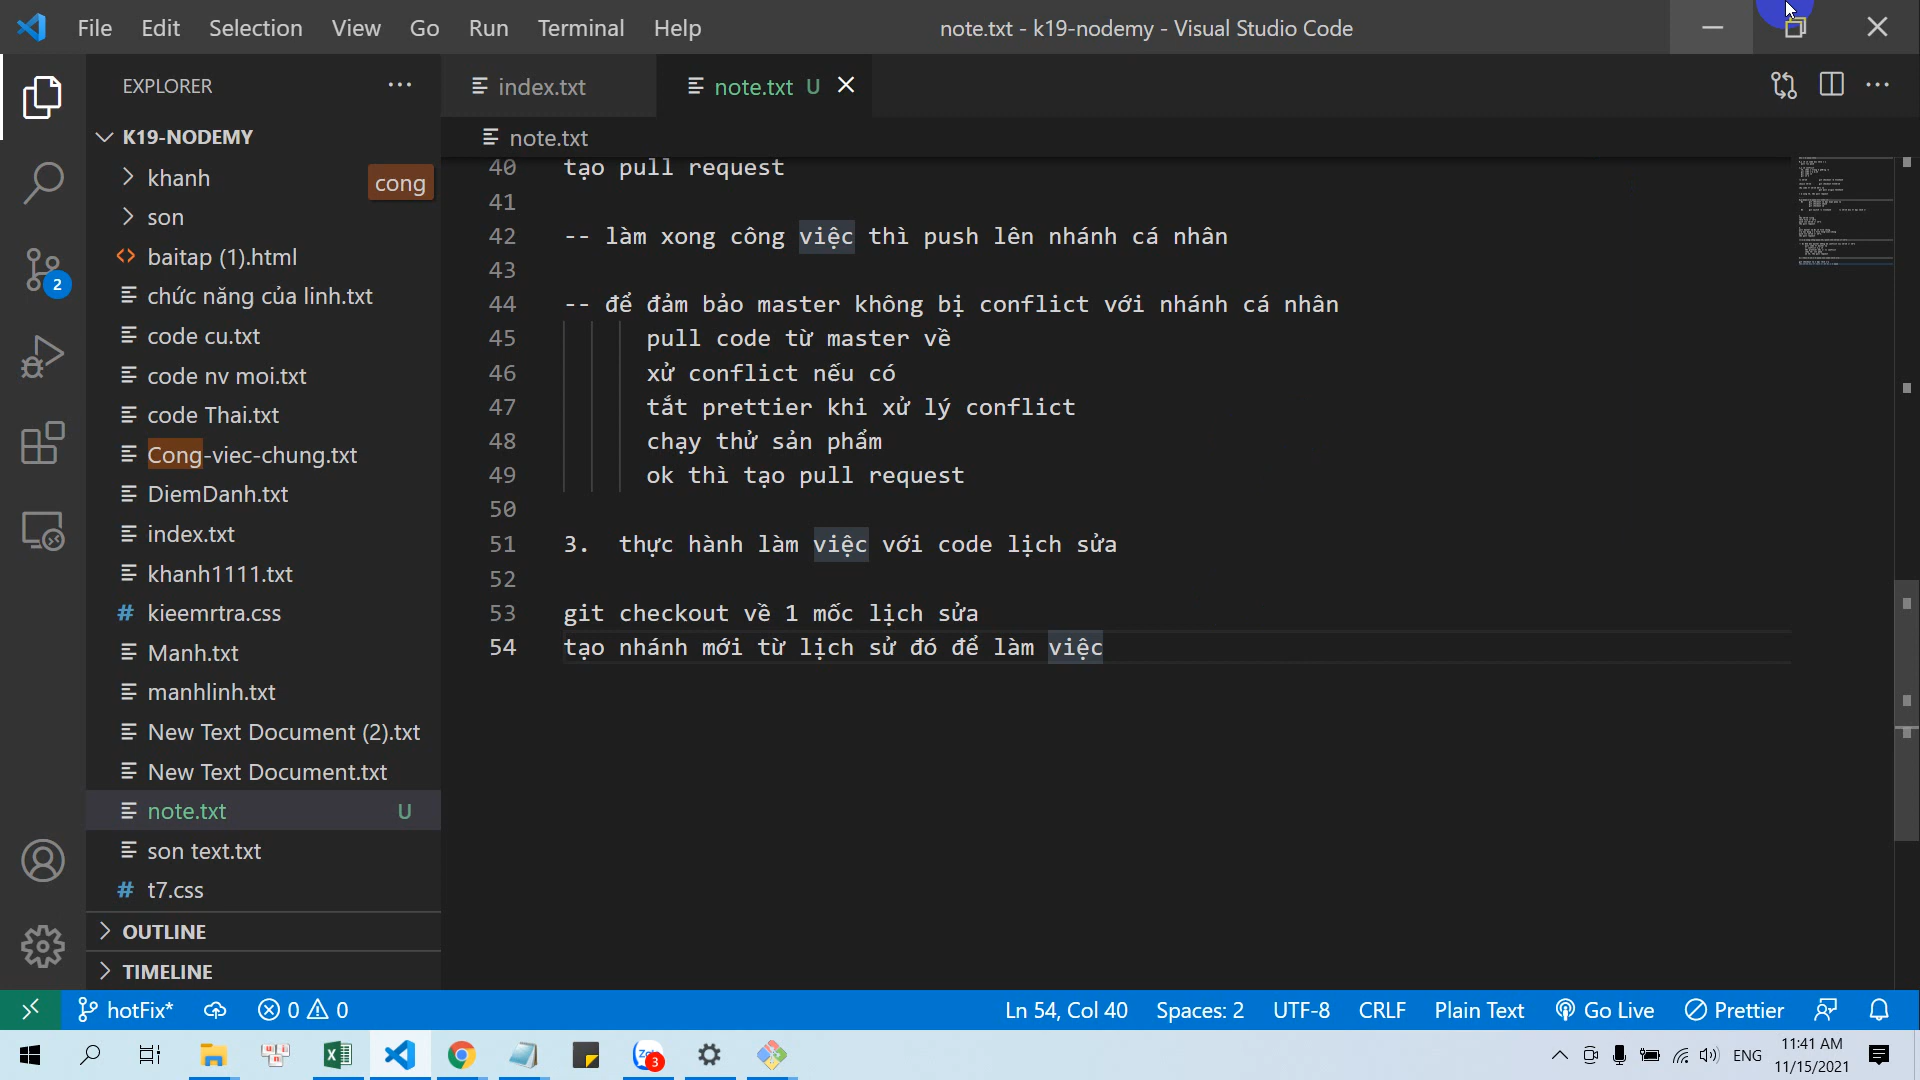 File Edit Selection View Go Run Terminal Help
note.txt - k19-nodemy - Visual Studio Code
EXPLORER
K19-NODEMY
khanh
cong
son
baitap (1).html
chức năng của linh.txt
code cu.txt
code nv moi.txt
code Thai.txt
Cong-viec-chung.txt
DiemDanh.txt
index.txt
khanh1111.txt
kieemrtra.css
Manh.txt
manhlinh.txt
New Text Document (2).txt
New Text Document.txt
note.txt U
son text.txt
t7.css
OUTLINE
TIMELINE
2
index.txt
note.txt U
note.txt
40 tạo pull request
41
42 -- làm xong công việc thì push lên nhánh cá nhân
43
44 -- để đảm bảo master không bị conflict với nhánh cá nhân
45 pull code từ master về
46 xử conflict nếu có
47 tắt prettier khi xử lý conflict
48 chạy thử sản phẩm
49 ok thì tạo pull request
50
51 3. thực hành làm việc với code lịch sửa
52
53 git checkout về 1 mốc lịch sửa
54 tạo nhánh mới từ lịch sử đó để làm việc
hotFix* 0 0
Ln 54, Col 40 Spaces: 2 UTF-8 CRLF Plain Text Go Live Prettier
3
ENG
11:41 AM
11/15/2021